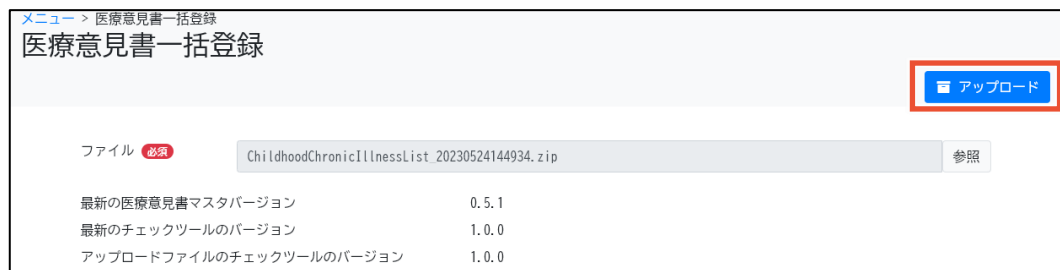 メニュー > 医療意見書一括登録
医療意見書一括登録
アップロード
ファイル 必須 ChildhoodChronicIllnessList_20230524144934.zip 参照
最新の医療意見書マスタバージョン 0.5.1
最新のチェックツールのバージョン 1.0.0
アップロードファイルのチェックツールのバージョン 1.0.0